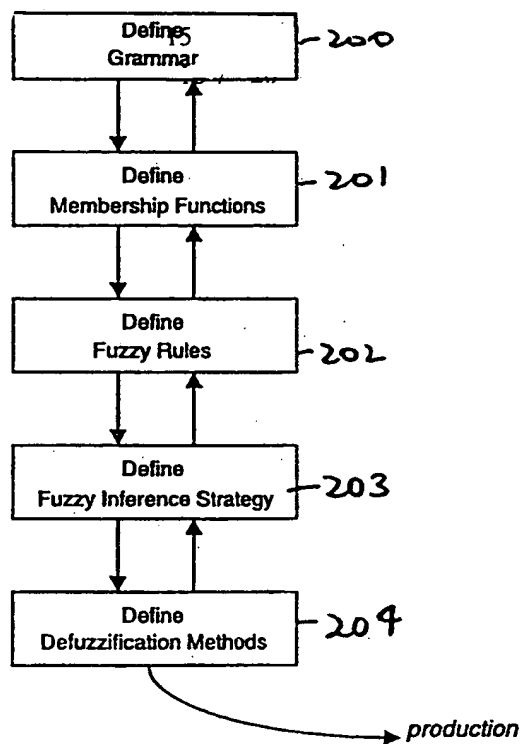 Define
15
Grammar
200
Define
Membership Functions
201
Define
Fuzzy Rules
202
Define
Fuzzy Inference Strategy
203
Define
Defuzzification Methods
204
production